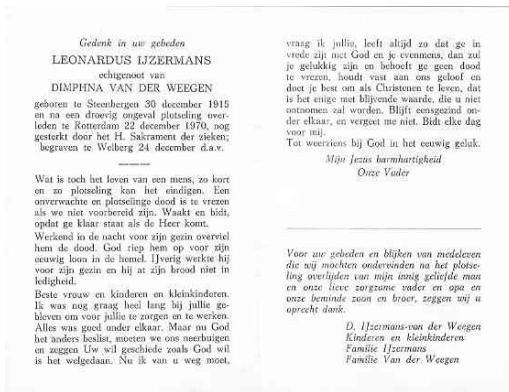 Gedenk in uw gebeden
LEONARDUS IJZERMANS
echtgenoot van
DIMPHNA VAN DER WEEGEN
geboren te Steenbergen 30 december 1915
en na een droevig ongeval plotseling over-
leden te Rotterdam 22 december 1970, nog
gesterkt door het H. Sakrament der zieken;
begraven te Welberg 24 december d.a.v.
Wat is toch het leven van een mens, zo kort
en zo plotseling kan het eindigen. Een
onverwachte en plotselinge dood is te vrezen
als we niet voorbereid zijn. Waakt en bidt,
opdat ge klaar staat als de Heer komt.
Werkend in de nacht voor zijn gezin overviel
hem de dood. God riep hem op voor zijn
eeuwig loon in de hemel. IJverig werkte hij
voor zijn gezin en hij at zijn brood niet in
ledigheid.
Beste vrouw en kinderen en kleinkinderen.
Ik was nog graag heel lang bij jullie ge-
bleven om voor jullie te zorgen en te werken.
Alles was goed onder elkaar. Maar nu God
het anders beslist, moeten we ons neerbuigen
en zeggen Uw wil geschiede zoals God wil
is het welgedaan. Nu ik van u weg moet,
vraag ik jullie, leeft altijd zo dat ge in
vrede zijt met God en je evenmens, dan zul
je gelukkig zijn en behoeft ge geen dood
te vrezen, houdt vast aan ons geloof en
doet je best om als Christenen te leven, dat
is het enige met blijvende waarde, die u niet
ontnomen zal worden. Blijft eensgezind on-
der elkaar, en vergeet me niet. Bidt elke dag
voor mij.
Tot weerziens bij God in het eeuwig geluk.
Mijn Jezus barmhartigheid
Onze Vader
Voor uw gebeden en blijken van medeleven
die wij mochten ondervinden na het plotse-
ling overlijden van mijn innig geliefde man
en onze lieve zorgzame vader en opa en
onze beminde zoon en broer, zeggen wij u
oprecht dank.
D. IJzermans-van der Weegen
Kinderen en kleinkinderen
Familie IJzermans
Familie Van der Weegen